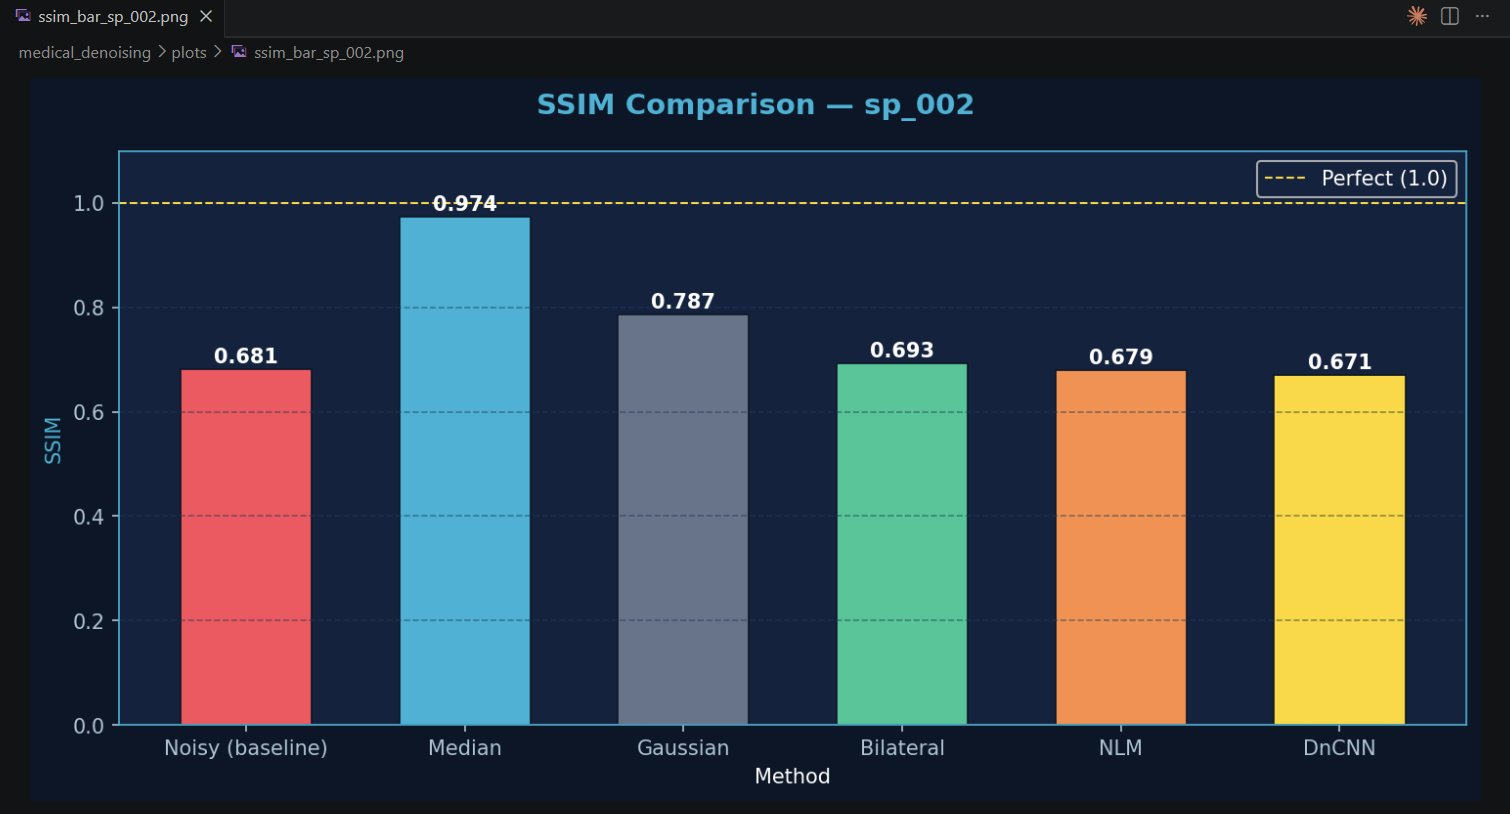 ssim_bar_sp_002.png
medical_denoising > plots > ssim_bar_sp_002.png
SSIM Comparison — sp_002
Perfect (1.0)
1.0
0.8
0.6
0.4
0.2
0.0
SSIM
0.681
0.974
0.787
0.693
0.679
0.671
Noisy (baseline)
Median
Gaussian
Bilateral
NLM
DnCNN
Method